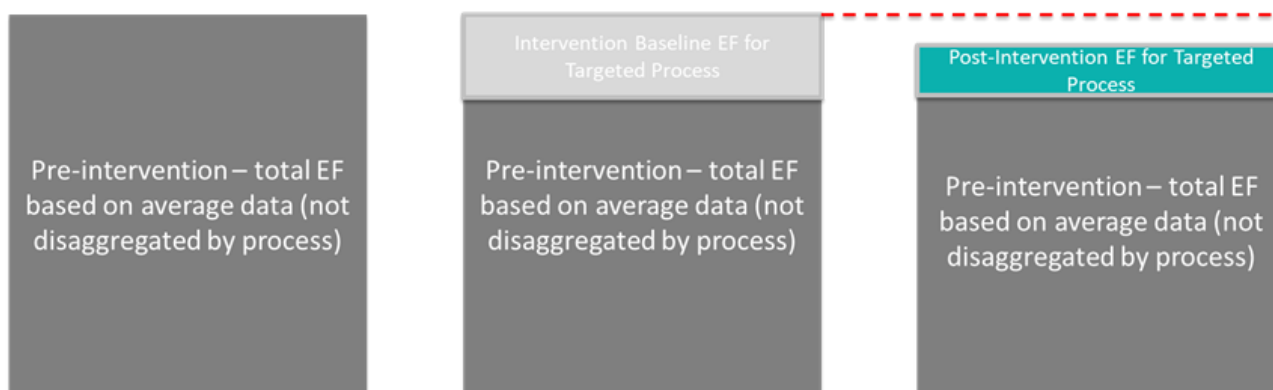 Pre-intervention – total EF
based on average data (not
disaggregated by process)
Intervention Baseline EF for
Targeted Process
Pre-intervention – total EF
based on average data (not
disaggregated by process)
Post-Intervention EF for Targeted
Process
Pre-intervention – total EF
based on average data (not
disaggregated by process)